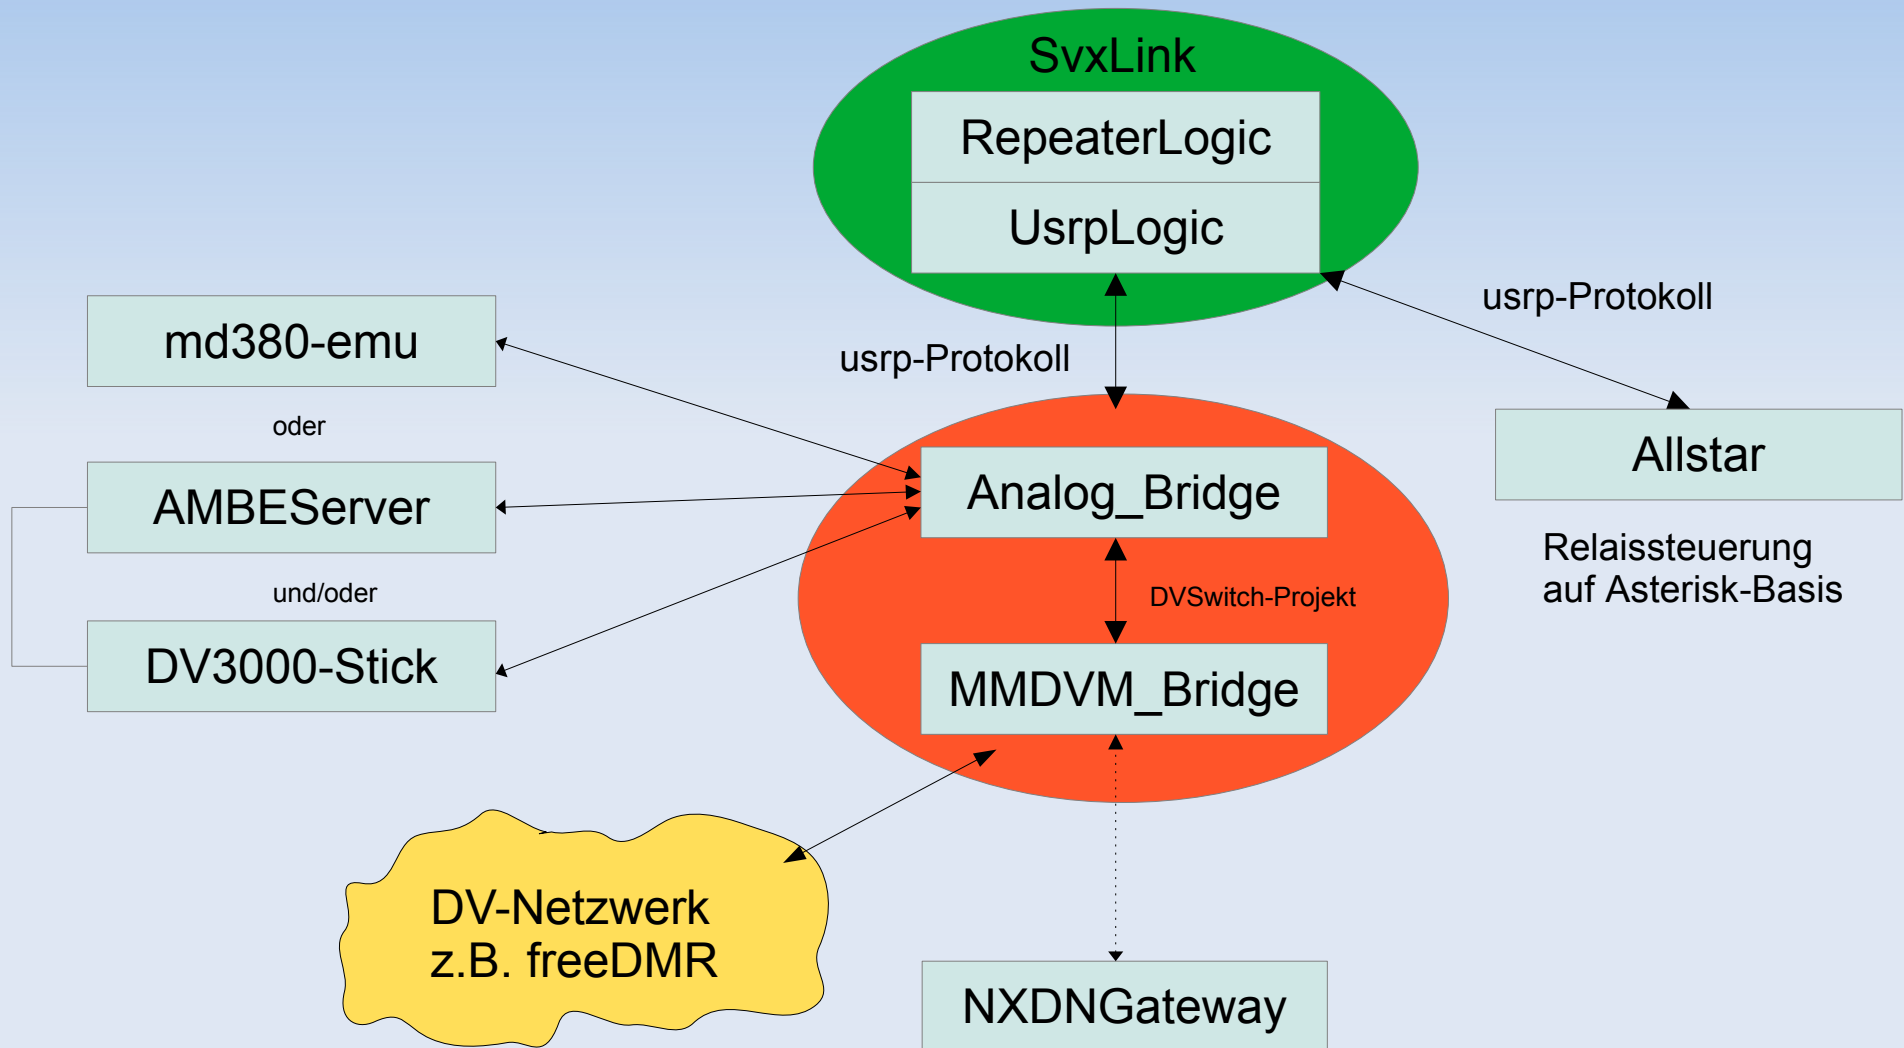 SvxLink
RepeaterLogic
UsrpLogic
usrp-Protokoll
md380-emu
usrp-Protokoll
oder
Allstar
AMBEServer
Analog_Bridge
Relaissteuerung
auf Asterisk-Basis
und/oder
DVSwitch-Projekt
DV3000-Stick
MMDVM_Bridge
DV-Netzwerk
z.B. freeDMR
NXDNGateway